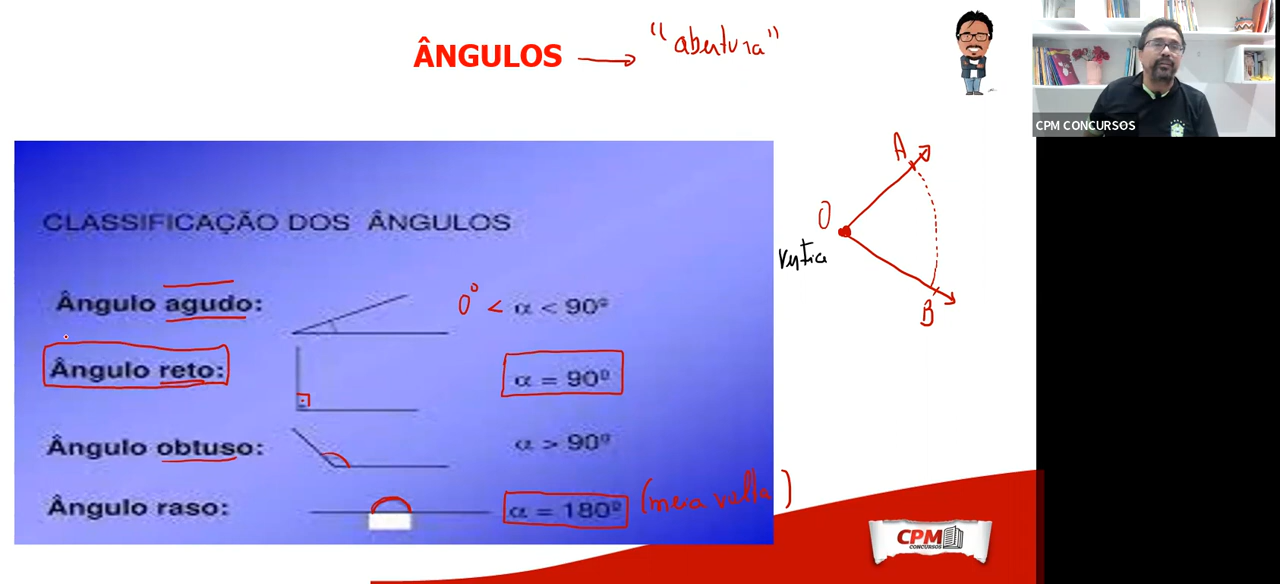 ÂNGULOS → "abertura"
CPM CONCURSOS
A
O
vértice
B
CLASSIFICAÇÃO DOS ÂNGULOS
Ângulo agudo: 0° < α < 90º
Ângulo reto: α = 90º
Ângulo obtuso: α > 90º
Ângulo raso: α = 180º (meia volta)
CPM
CONCURSOS